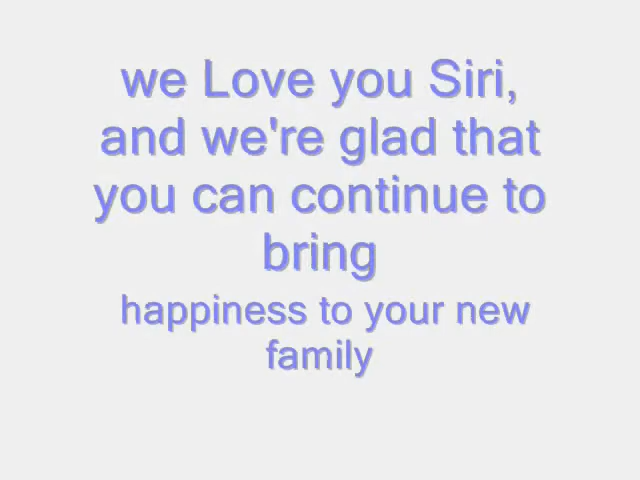 we Love you Siri,
and we're glad that
you can continue to
bring
happiness to your new
family